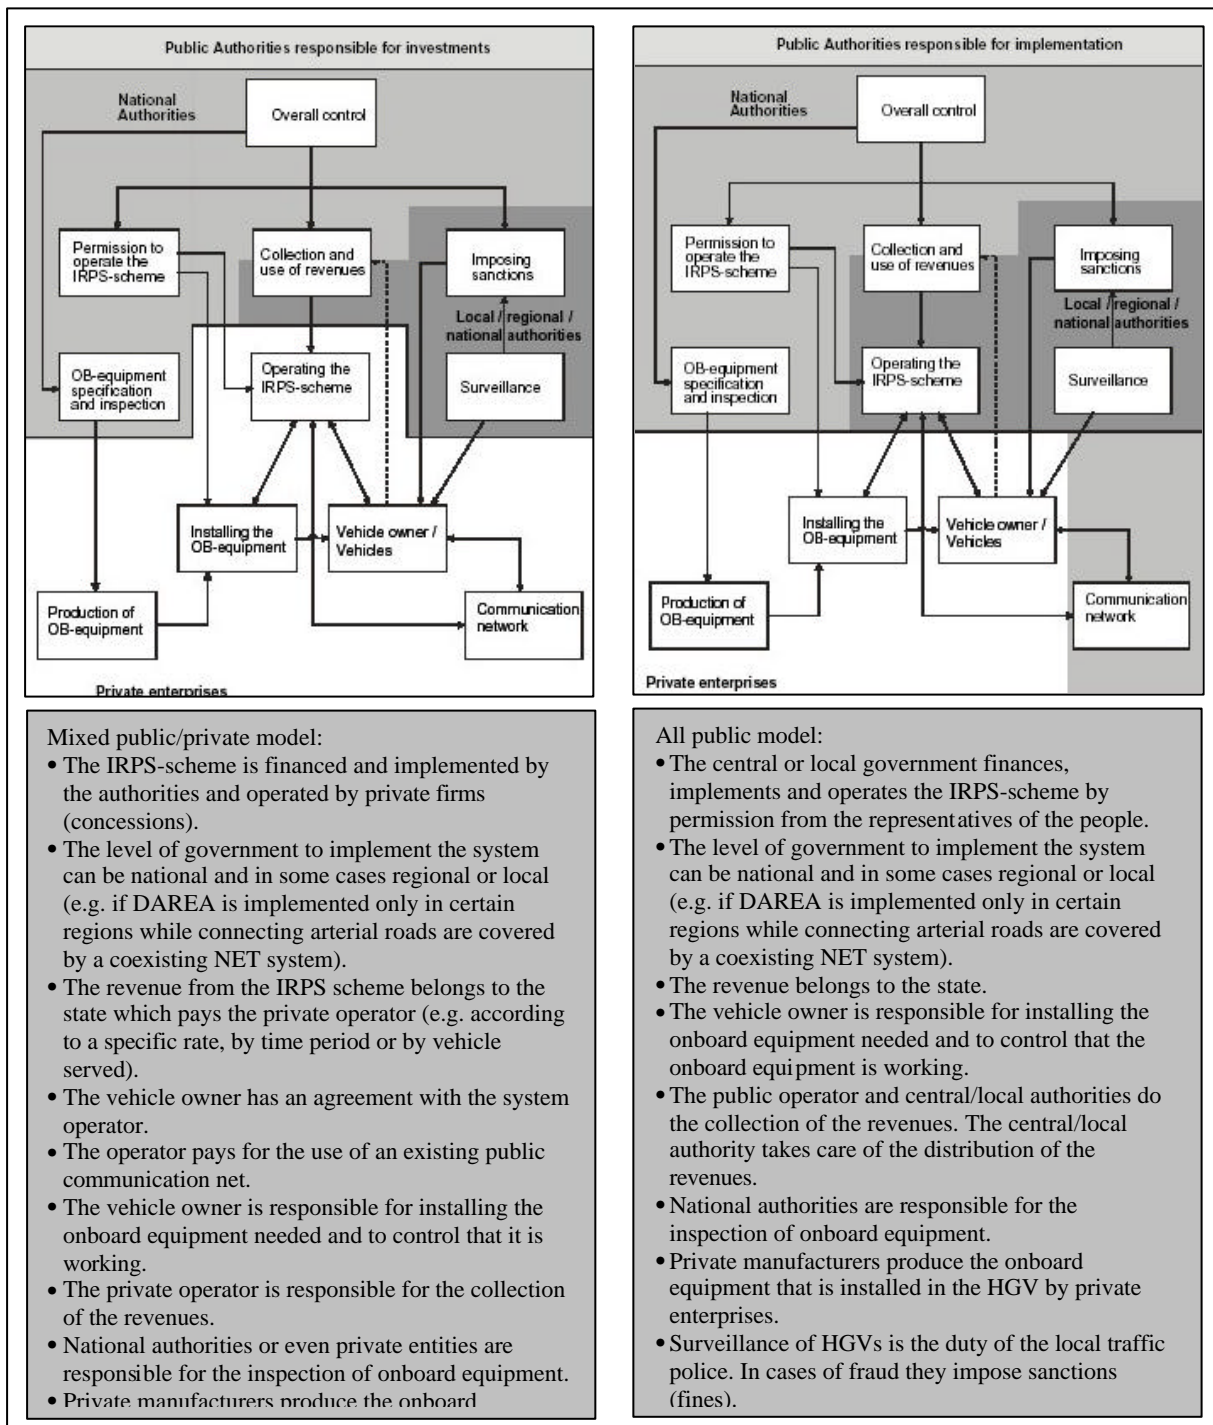 Public Authorities responsible for investments
National
Authorities
Overall control
Permission to
operate the
IRPS-scheme
Collection and
use of revenues
Imposing
sanctions
Local / regional /
national authorities
OB-equipment
specification
and inspection
Operating the
IRPS-scheme
Surveillance
Installing the
OB-equipment
Vehicle owner /
Vehicles
Production of
OB-equipment
Communication
network
Private enterprises
Mixed public/private model:
• The IRPS-scheme is financed and implemented by
the authorities and operated by private firms
(concessions).
• The level of government to implement the system
can be national and in some cases regional or local
(e.g. if DAREA is implemented only in certain
regions while connecting arterial roads are covered
by a coexisting NET system).
• The revenue from the IRPS scheme belongs to the
state which pays the private operator (e.g. according
to a specific rate, by time period or by vehicle
served).
• The vehicle owner has an agreement with the system
operator.
• The operator pays for the use of an existing public
communication net.
• The vehicle owner is responsible for installing the
onboard equipment needed and to control that it is
working.
• The private operator is responsible for the collection
of the revenues.
• National authorities or even private entities are
responsible for the inspection of onboard equipment.
• Private manufacturers produce the onboard
Public Authorities responsible for implementation
National
Authorities
Overall control
Permission to
operate the
IRPS-scheme
Collection and
use of revenues
Imposing
sanctions
Local / regional /
national authorities
OB-equipment
specification
and inspection
Operating the
IRPS-scheme
Surveillance
Installing the
OB-equipment
Vehicle owner /
Vehicles
Production of
OB-equipment
Communication
network
Private enterprises
All public model:
• The central or local government finances,
implements and operates the IRPS-scheme by
permission from the representatives of the people.
• The level of government to implement the system
can be national and in some cases regional or local
(e.g. if DAREA is implemented only in certain
regions while connecting arterial roads are covered
by a coexisting NET system).
• The revenue belongs to the state.
• The vehicle owner is responsible for installing the
onboard equipment needed and to control that the
onboard equipment is working.
• The public operator and central/local authorities do
the collection of the revenues. The central/local
authority takes care of the distribution of the
revenues.
• National authorities are responsible for the
inspection of onboard equipment.
• Private manufacturers produce the onboard
equipment that is installed in the HGV by private
enterprises.
• Surveillance of HGVs is the duty of the local traffic
police. In cases of fraud they impose sanctions
(fines).